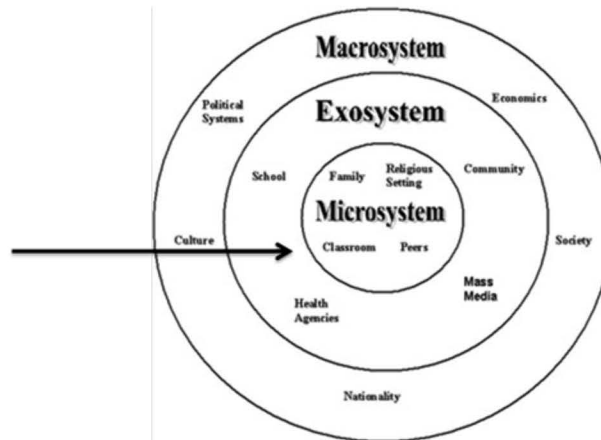 Macrosystem
Economics
Political
Systems
Exosystem
School
Family
Religious
Setting
Community
Microsystem
Culture
Classroom
Peers
Society
Mass
Media
Health
Agencies
Nationality